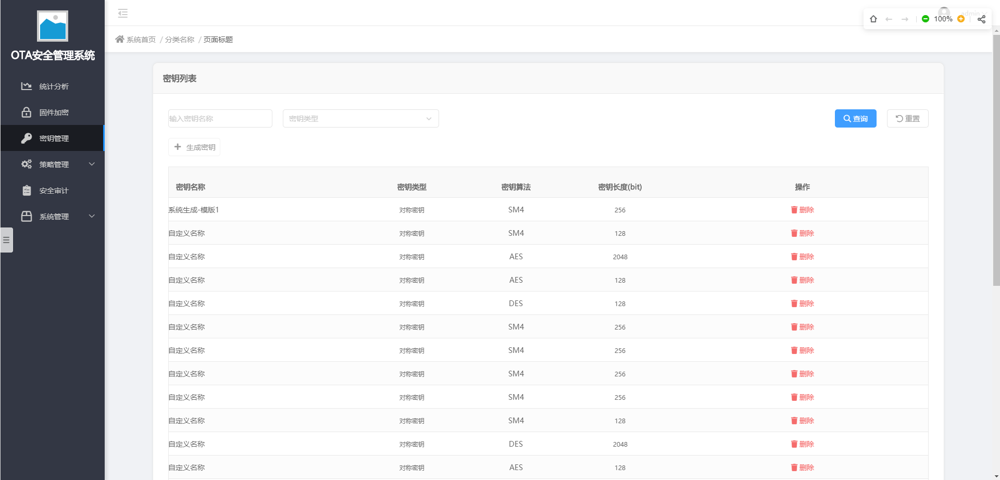 OTA安全管理系统
统计分析
固件加密
密钥管理
策略管理
安全审计
系统管理
admin
100%
系统首页 / 分类名称 / 页面标题
密钥列表
输入密钥名称 密钥类型 查询 重置
生成密钥
密钥名称 密钥类型 密钥算法 密钥长度(bit) 操作
系统生成-模版1 对称密钥 SM4 256 删除
自定义名称 对称密钥 SM4 128 删除
自定义名称 对称密钥 AES 2048 删除
自定义名称 对称密钥 AES 128 删除
自定义名称 对称密钥 DES 128 删除
自定义名称 对称密钥 SM4 256 删除
自定义名称 对称密钥 SM4 256 删除
自定义名称 对称密钥 SM4 256 删除
自定义名称 对称密钥 SM4 256 删除
自定义名称 对称密钥 SM4 128 删除
自定义名称 对称密钥 DES 2048 删除
自定义名称 对称密钥 AES 128 删除